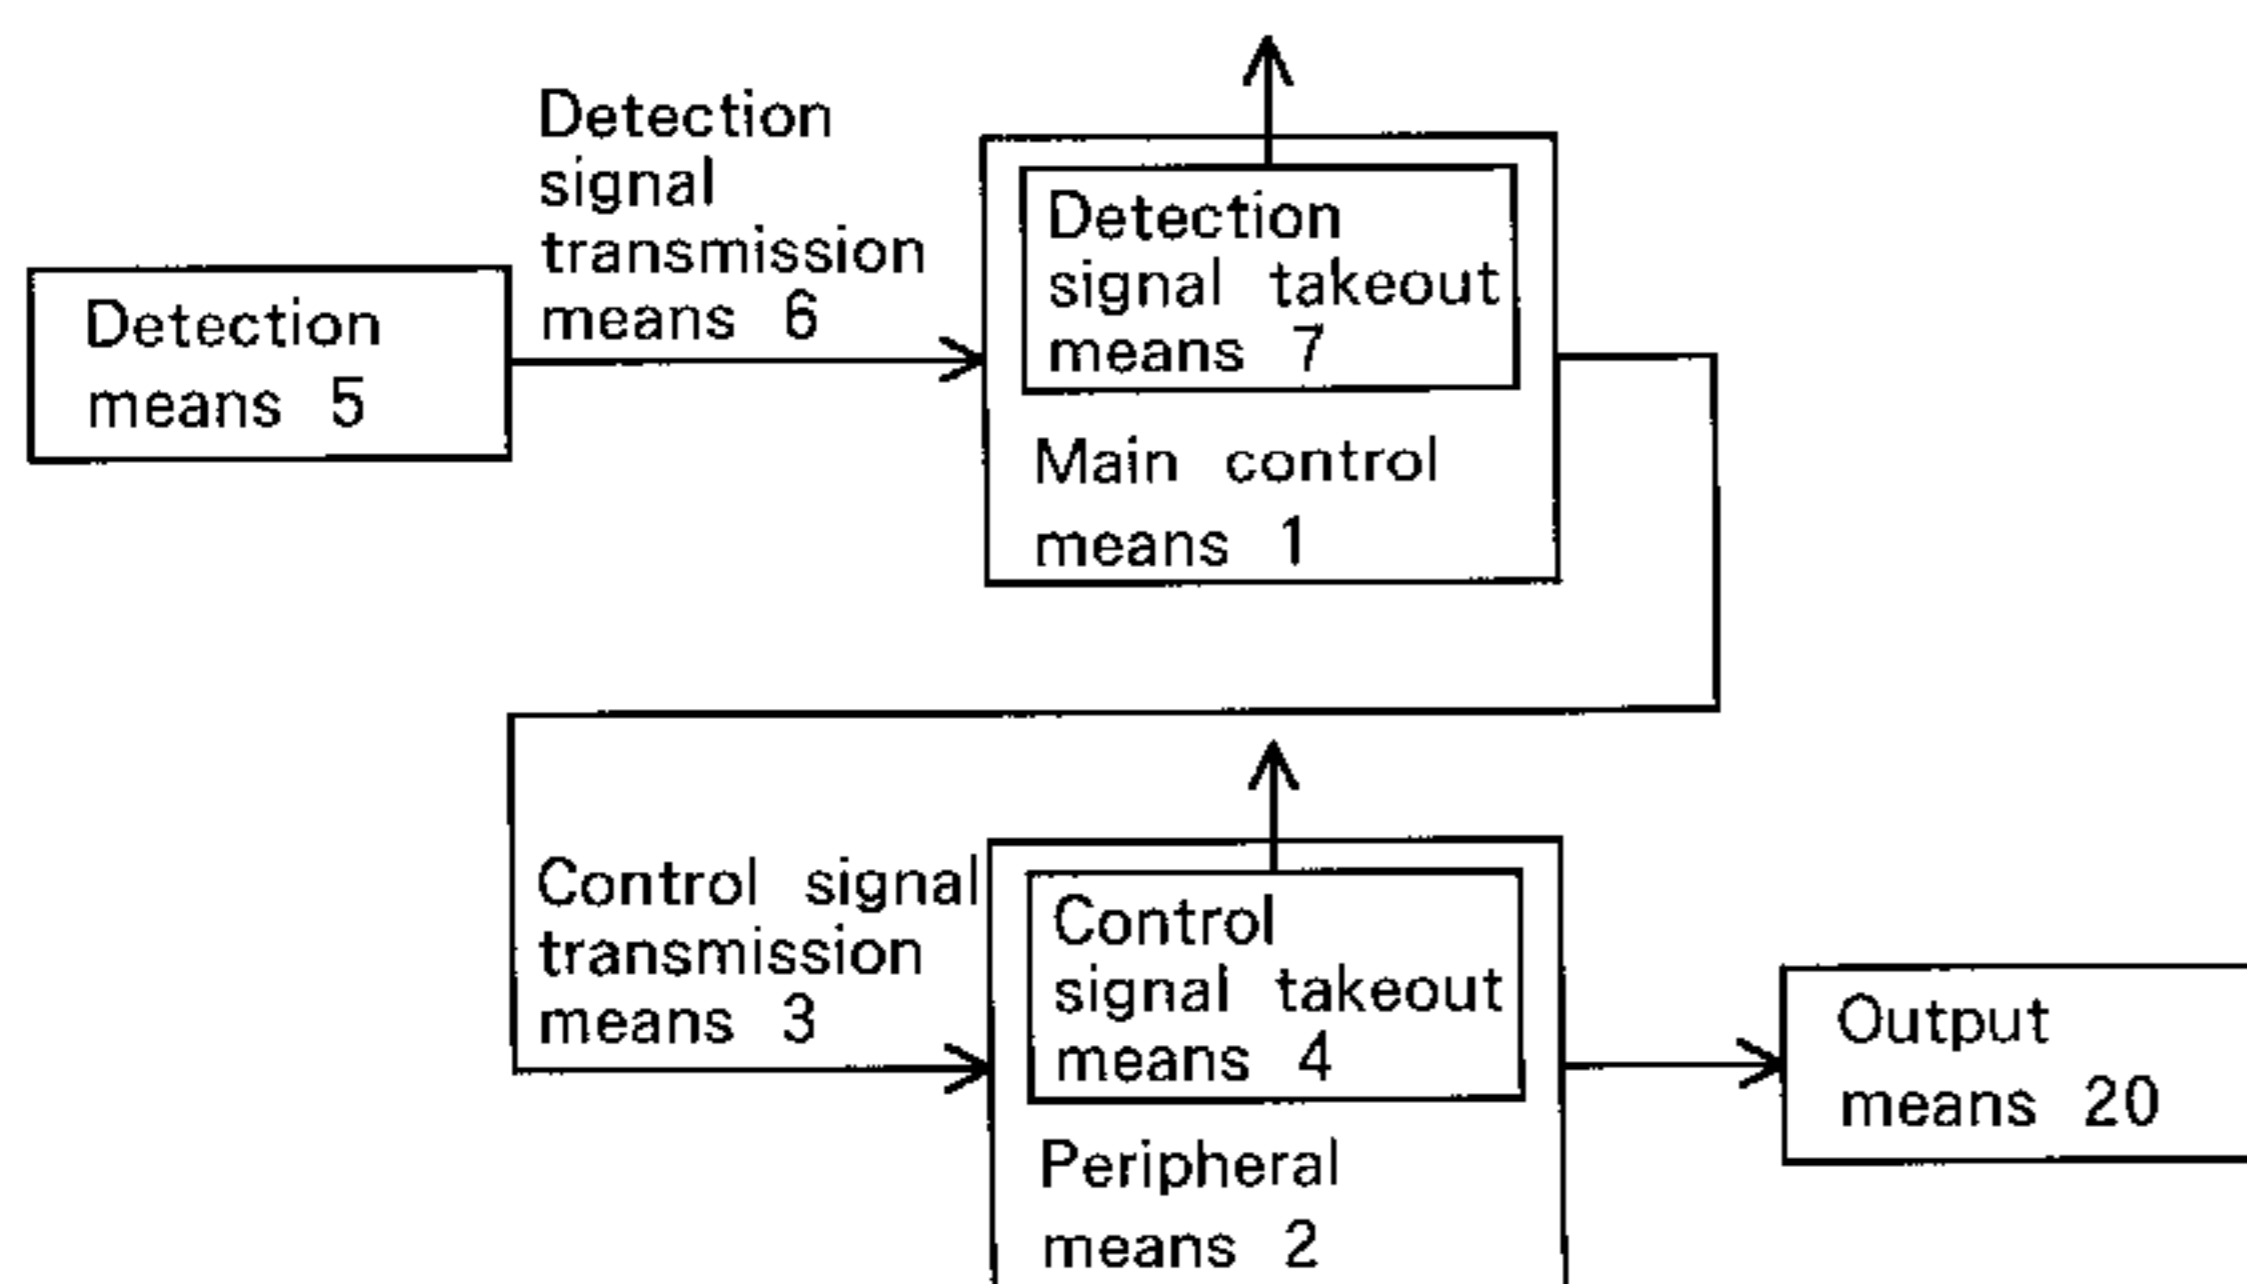 Detection
signal
transmission
means 6
Detection
means 5
Detection
signal takeout
means 7
Main control
means 1
Control signal
transmission
means 3
Control
signal takeout
means 4
Peripheral
means 2
Output
means 20